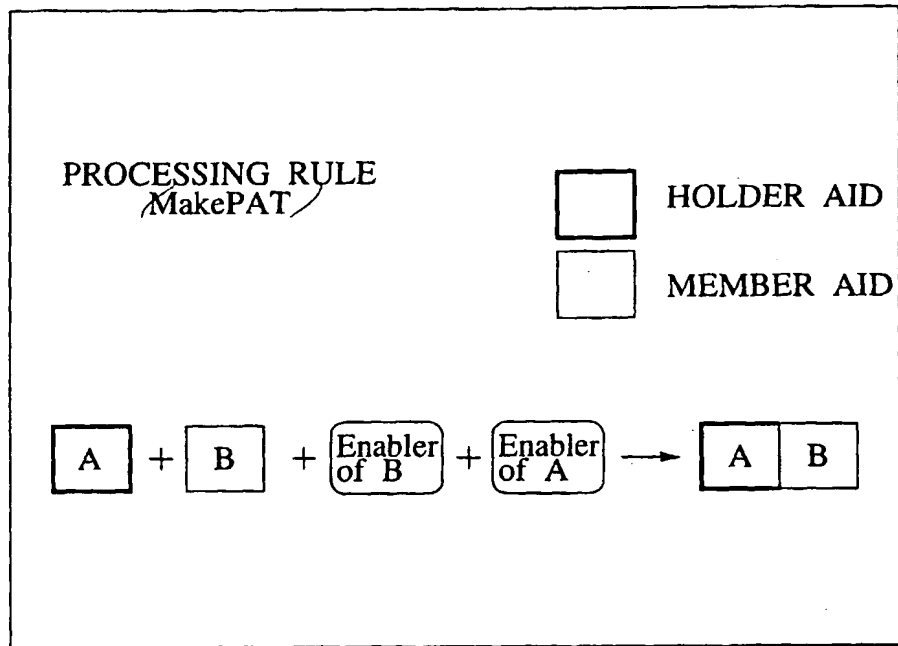 PROCESSING RULE
MakePAT
HOLDER AID
MEMBER AID
A + B + Enabler of B + Enabler of A → A B